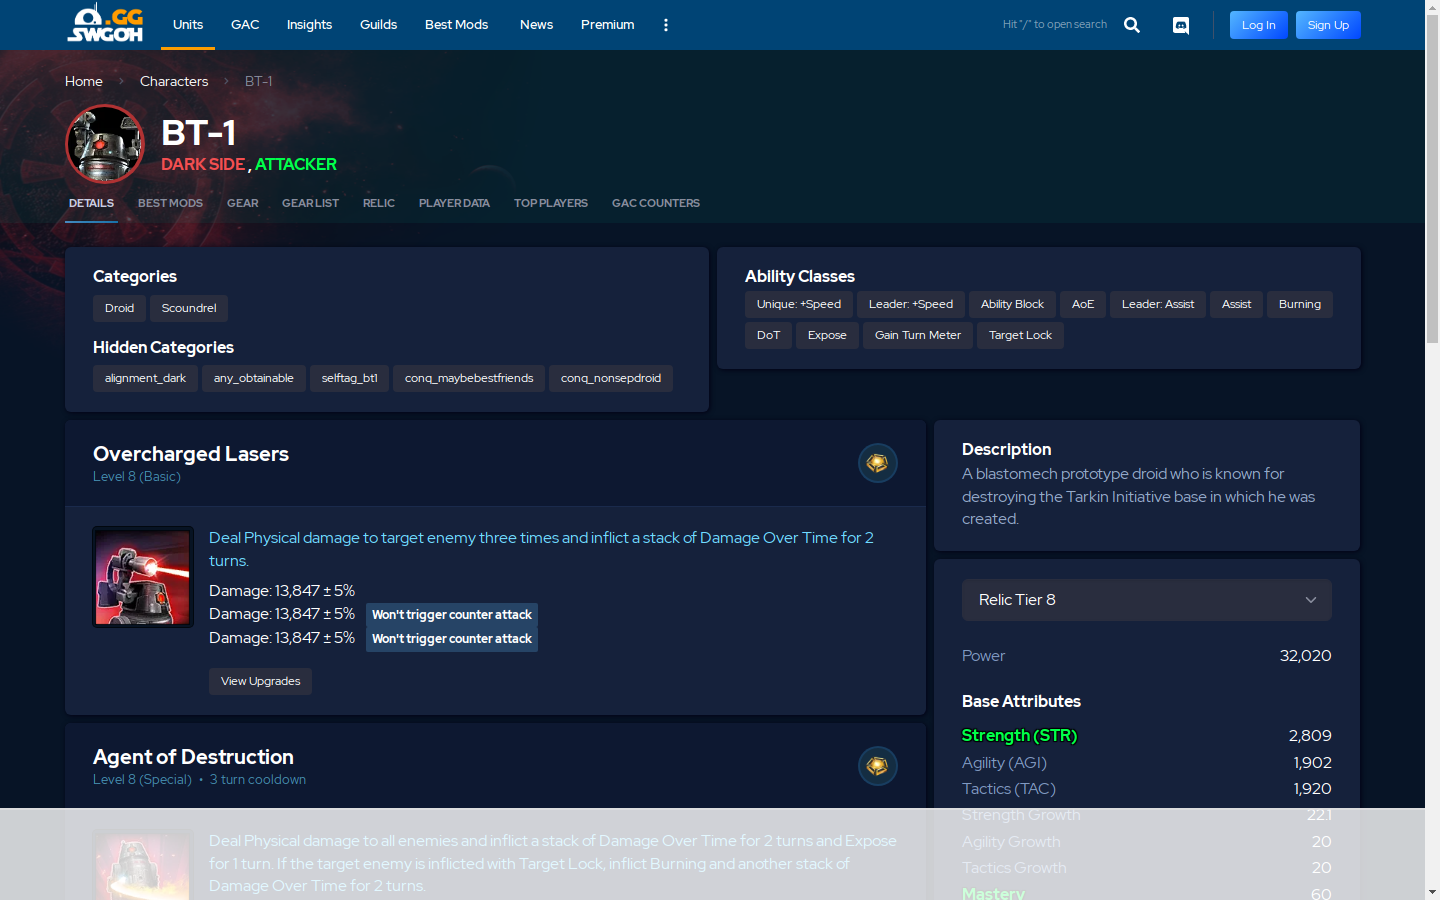 .GG
SWGOH
Units
GAC
Insights
Guilds
Best Mods
News
Premium
Hit "/" to open search
Log In
Sign Up
Home
Characters
BT-1
BT-1
DARK SIDE , ATTACKER
DETAILS
BEST MODS
GEAR
GEAR LIST
RELIC
PLAYER DATA
TOP PLAYERS
GAC COUNTERS
Categories
Droid
Scoundrel
Hidden Categories
alignment_dark
any_obtainable
selftag_bt1
conq_maybebestfriends
conq_nonsepdroid
Ability Classes
Unique: +Speed
Leader: +Speed
Ability Block
AoE
Leader: Assist
Assist
Burning
DoT
Expose
Gain Turn Meter
Target Lock
Overcharged Lasers
Level 8 (Basic)
Deal Physical damage to target enemy three times and inflict a stack of Damage Over Time for 2
turns.
Damage: 13,847 ± 5%
Damage: 13,847 ± 5% Won't trigger counter attack
Damage: 13,847 ± 5% Won't trigger counter attack
View Upgrades
Agent of Destruction
Level 8 (Special) • 3 turn cooldown
Deal Physical damage to all enemies and inflict a stack of Damage Over Time for 2 turns and Expose
for 1 turn. If the target enemy is inflicted with Target Lock, inflict Burning and another stack of
Damage Over Time for 2 turns.
Description
A blastomech prototype droid who is known for
destroying the Tarkin Initiative base in which he was
created.
Relic Tier 8
Power 32,020
Base Attributes
Strength (STR) 2,809
Agility (AGI) 1,902
Tactics (TAC) 1,920
Strength Growth 22.1
Agility Growth 20
Tactics Growth 20
Mastery 60